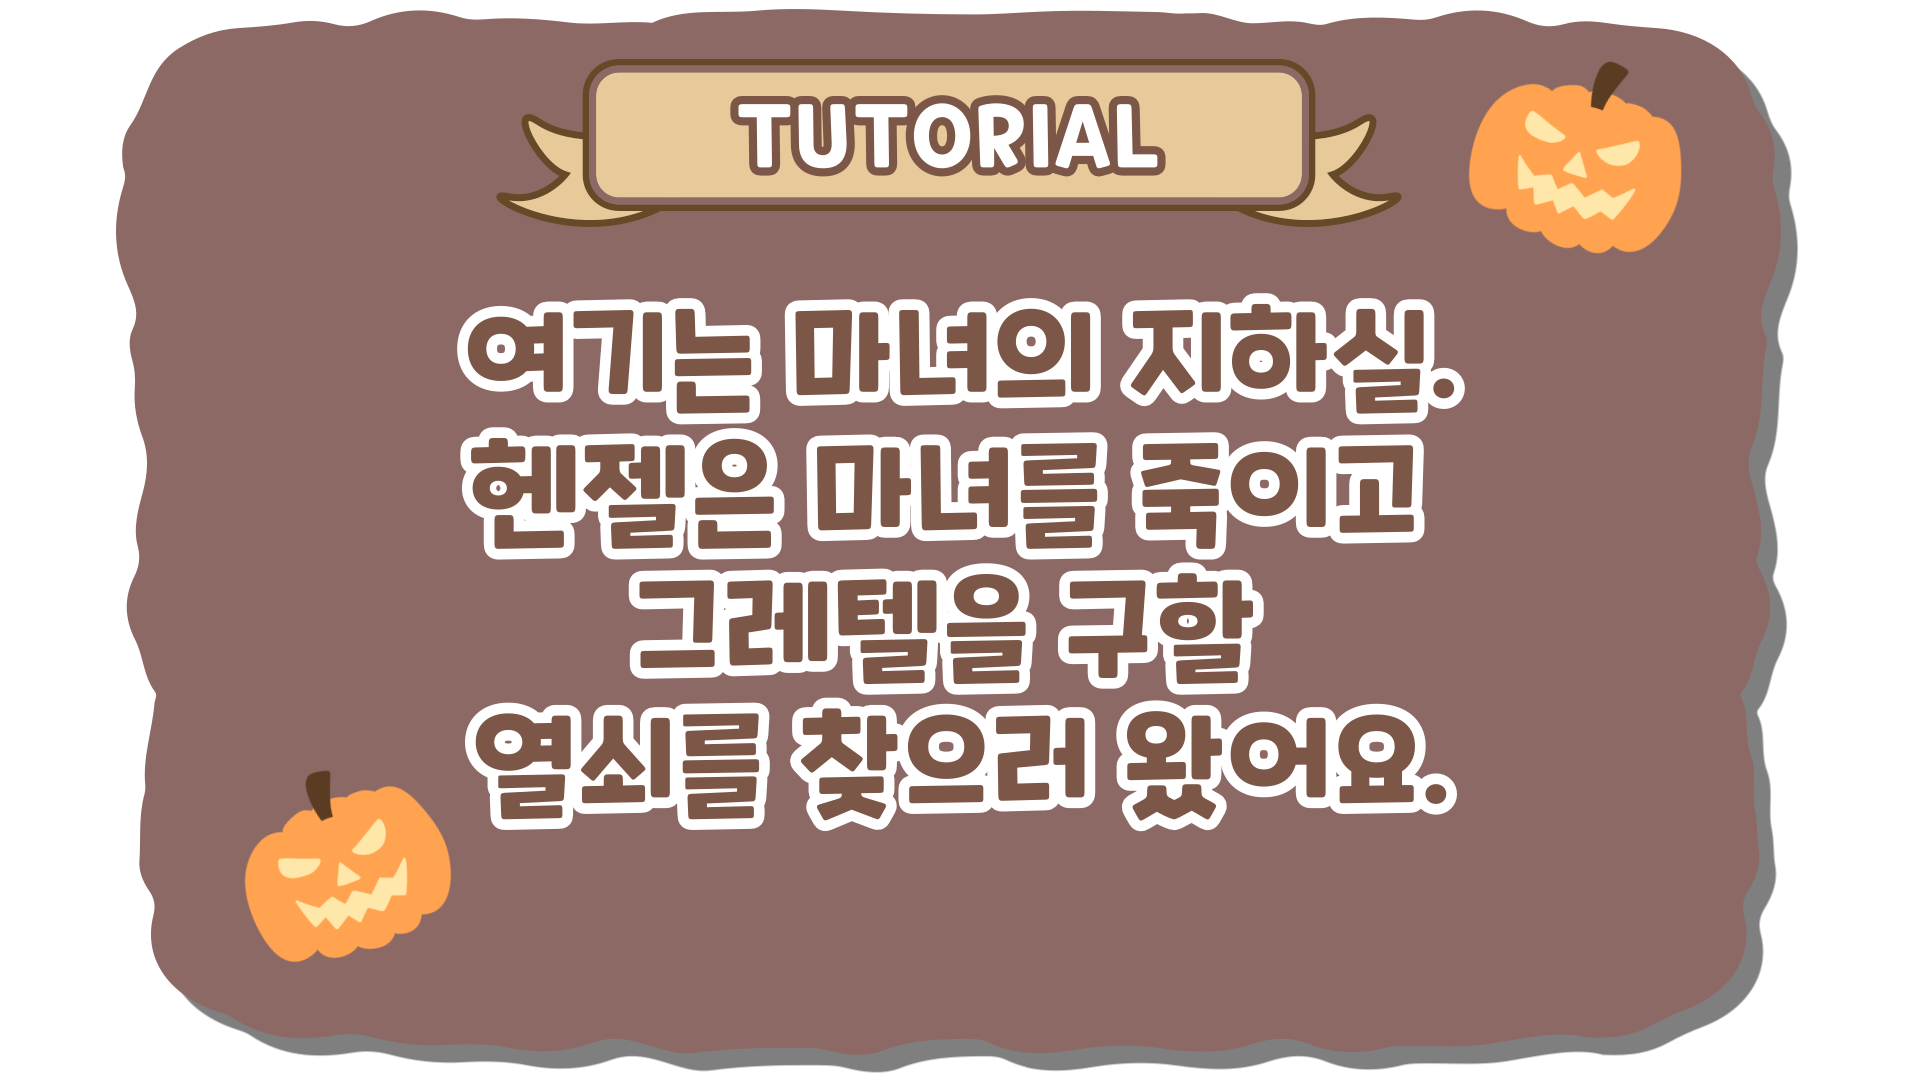 TUTORIAL
여기는 마녀의 지하실.
헨젤은 마녀를 죽이고
그레텔을 구할
열쇠를 찾으러 왔어요.